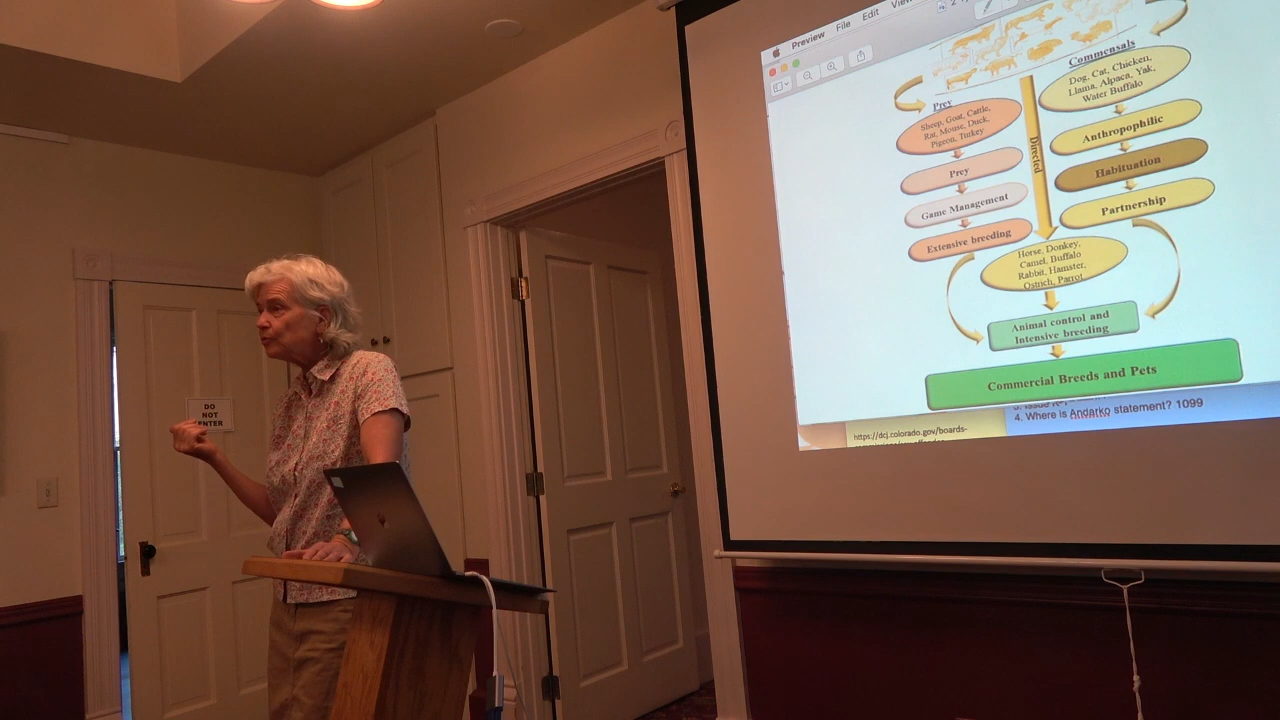 Preview File Edit View
Commensals
Dog, Cat, Chicken,
Llama, Alpaca, Yak,
Water Buffalo
Prey
Sheep, Goat, Cattle,
Rat, Mouse, Duck,
Pigeon, Turkey
Directed
Anthropophilic
Prey
Habituation
Game Management
Partnership
Extensive breeding
Horse, Donkey,
Camel, Buffalo
Rabbit, Hamster,
Ostrich, Parrot
Animal control and
Intensive breeding
Commercial Breeds and Pets
4. Where is Andarko statement? 1099
https://dcj.colorado.gov/boards-
DO
NOT
ENTER